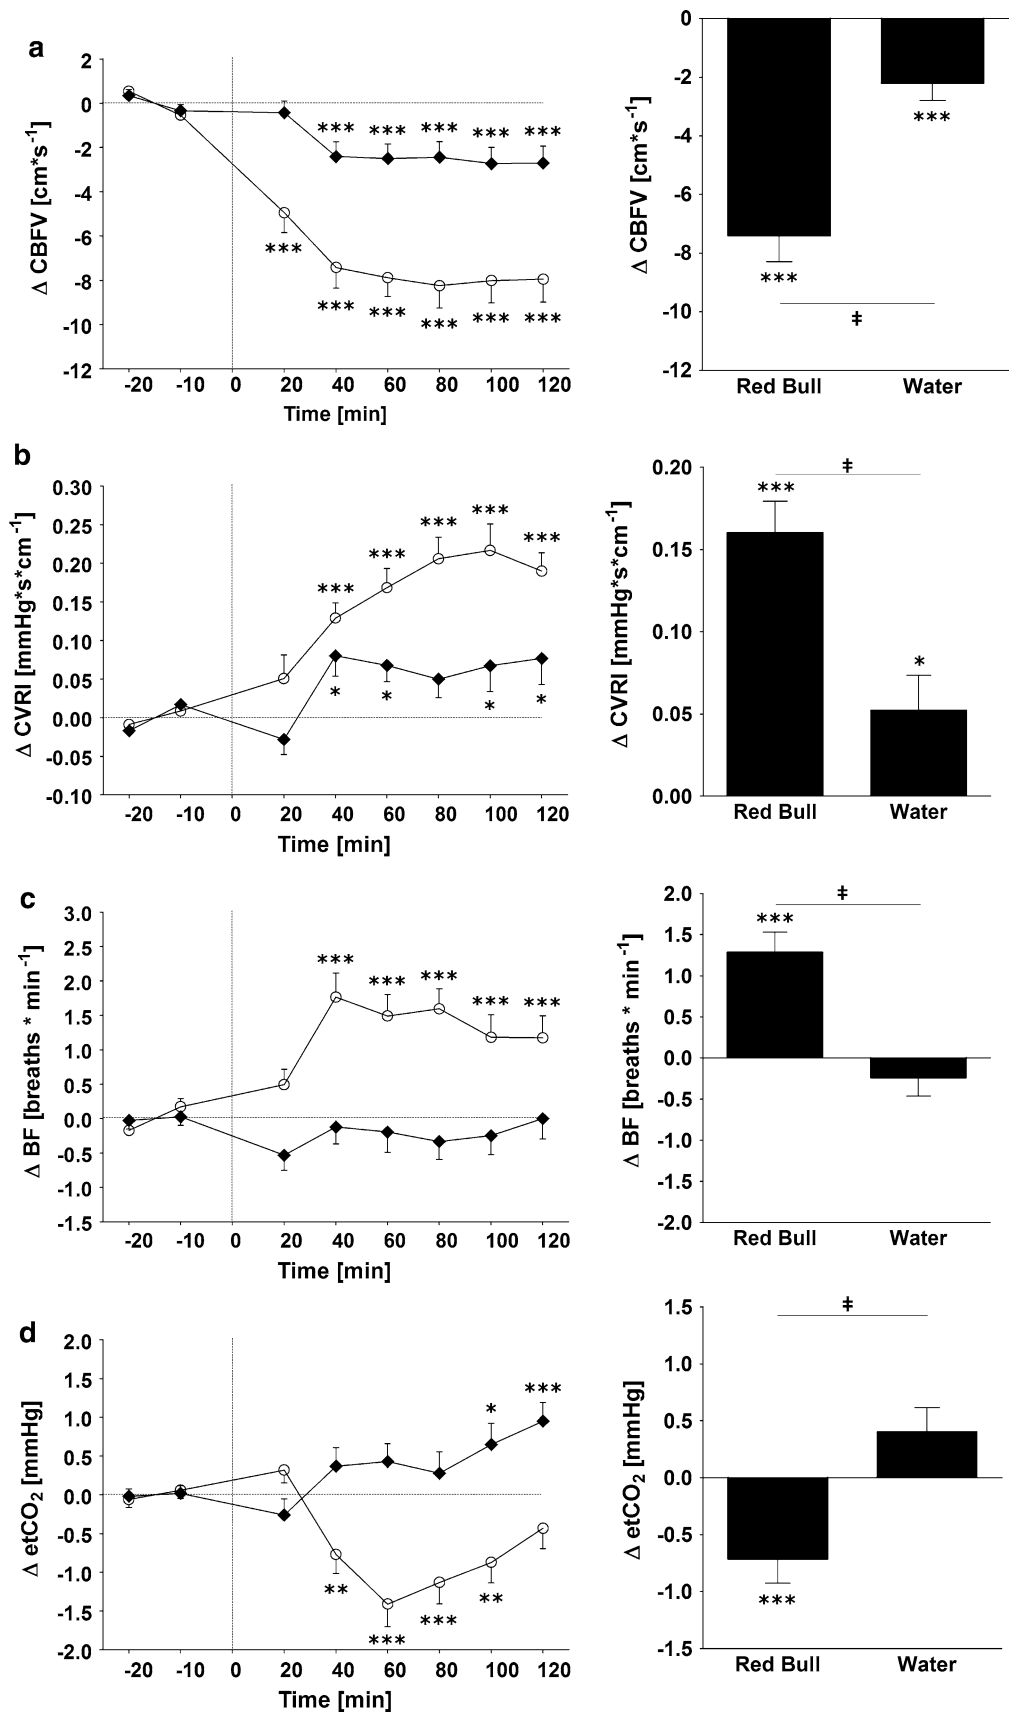 a
Δ CBFV [cm*s-1]
2
0
-2
-4
-6
-8
-10
-12
*** *** *** *** ***
***
*** *** *** *** ***
-20 -10 0 20 40 60 80 100 120
Time [min]
Δ CBFV [cm*s-1]
0
-2
-4
-6
-8
-10
-12
***
***
‡
Red Bull Water
b
Δ CVRI [mmHg*s*cm-1]
0.30
0.25
0.20
0.15
0.10
0.05
0.00
-0.05
-0.10
*** *** *** *** ***
* * * *
-20 -10 0 20 40 60 80 100 120
Time [min]
Δ CVRI [mmHg*s*cm-1]
0.20
0.15
0.10
0.05
0.00
‡
***
*
Red Bull Water
c
Δ BF [breaths * min-1]
3.0
2.5
2.0
1.5
1.0
0.5
0.0
-0.5
-1.0
-1.5
*** *** *** *** ***
-20 -10 0 20 40 60 80 100 120
Time [min]
Δ BF [breaths * min-1]
2.0
1.5
1.0
0.5
0.0
-0.5
-1.0
-1.5
-2.0
‡
***
Red Bull Water
d
Δ etCO2 [mmHg]
2.0
1.5
1.0
0.5
0.0
-0.5
-1.0
-1.5
-2.0
* ***
** *** *** **
-20 -10 0 20 40 60 80 100 120
Time [min]
Δ etCO2 [mmHg]
1.5
1.0
0.5
0.0
-0.5
-1.0
-1.5
‡
***
Red Bull Water